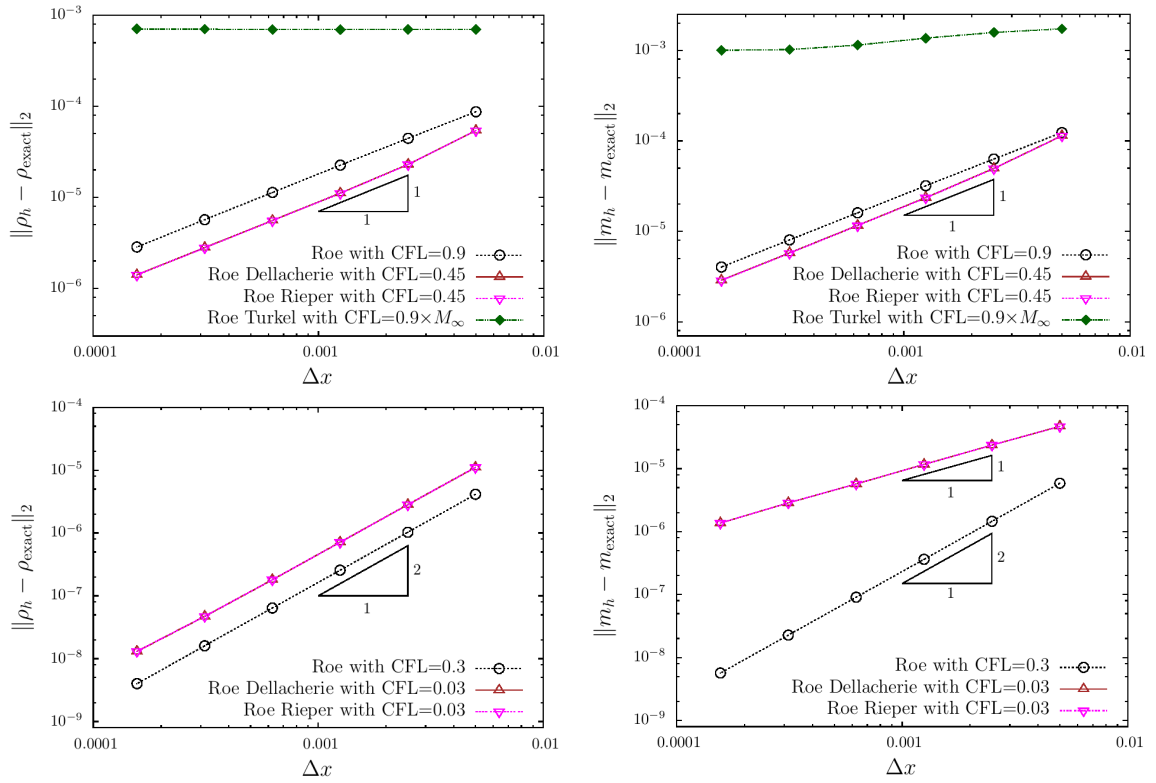 10⁻³
10⁻⁴
10⁻⁵
10⁻⁶
‖ρ_h − ρ_exact‖₂
1
1
Roe with CFL=0.9
Roe Dellacherie with CFL=0.45
Roe Rieper with CFL=0.45
Roe Turkel with CFL=0.9×M_∞
0.0001 0.001 0.01
Δx
10⁻³
10⁻⁴
10⁻⁵
10⁻⁶
‖m_h − m_exact‖₂
1
1
Roe with CFL=0.9
Roe Dellacherie with CFL=0.45
Roe Rieper with CFL=0.45
Roe Turkel with CFL=0.9×M_∞
0.0001 0.001 0.01
Δx
10⁻⁴
10⁻⁵
10⁻⁶
10⁻⁷
10⁻⁸
10⁻⁹
‖ρ_h − ρ_exact‖₂
2
1
Roe with CFL=0.3
Roe Dellacherie with CFL=0.03
Roe Rieper with CFL=0.03
0.0001 0.001 0.01
Δx
10⁻⁴
10⁻⁵
10⁻⁶
10⁻⁷
10⁻⁸
10⁻⁹
‖m_h − m_exact‖₂
1
1
2
1
Roe with CFL=0.3
Roe Dellacherie with CFL=0.03
Roe Rieper with CFL=0.03
0.0001 0.001 0.01
Δx